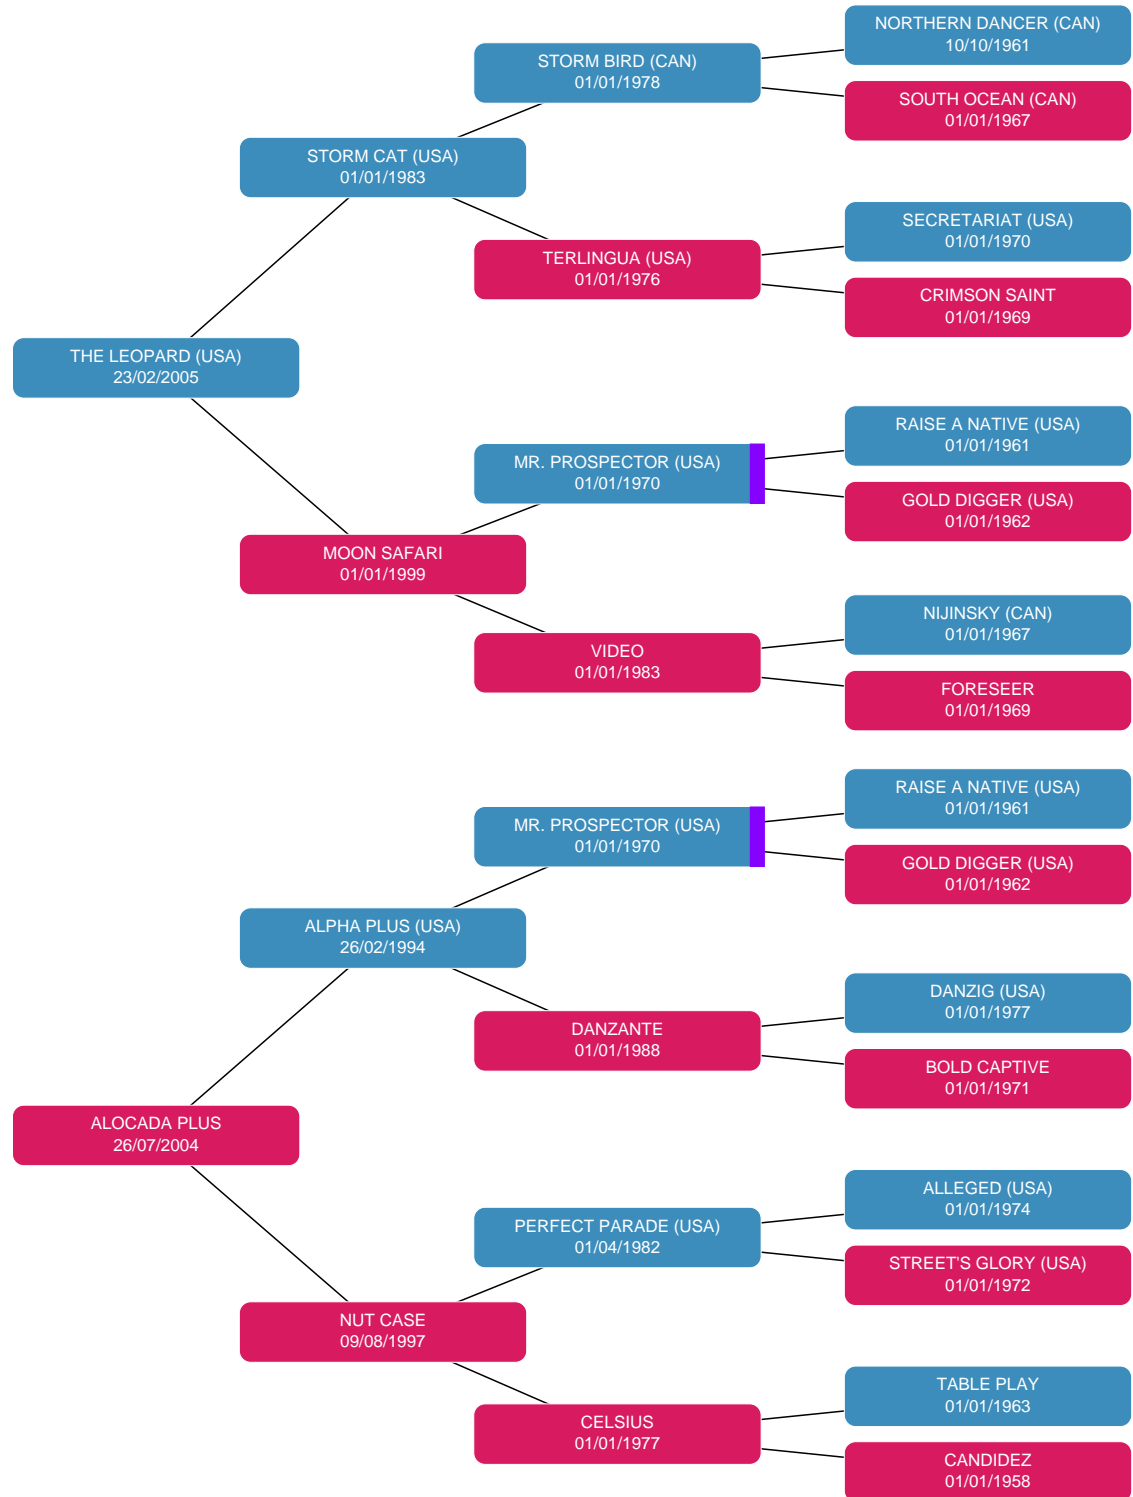 NORTHERN DANCER (CAN)
10/10/1961
STORM BIRD (CAN)
01/01/1978
SOUTH OCEAN (CAN)
01/01/1967
STORM CAT (USA)
01/01/1983
SECRETARIAT (USA)
01/01/1970
TERLINGUA (USA)
01/01/1976
CRIMSON SAINT
01/01/1969
THE LEOPARD (USA)
23/02/2005
RAISE A NATIVE (USA)
01/01/1961
MR. PROSPECTOR (USA)
01/01/1970
GOLD DIGGER (USA)
01/01/1962
MOON SAFARI
01/01/1999
NIJINSKY (CAN)
01/01/1967
VIDEO
01/01/1983
FORESEER
01/01/1969
RAISE A NATIVE (USA)
01/01/1961
MR. PROSPECTOR (USA)
01/01/1970
GOLD DIGGER (USA)
01/01/1962
ALPHA PLUS (USA)
26/02/1994
DANZIG (USA)
01/01/1977
DANZANTE
01/01/1988
BOLD CAPTIVE
01/01/1971
ALOCADA PLUS
26/07/2004
ALLEGED (USA)
01/01/1974
PERFECT PARADE (USA)
01/04/1982
STREET'S GLORY (USA)
01/01/1972
NUT CASE
09/08/1997
TABLE PLAY
01/01/1963
CELSIUS
01/01/1977
CANDIDEZ
01/01/1958